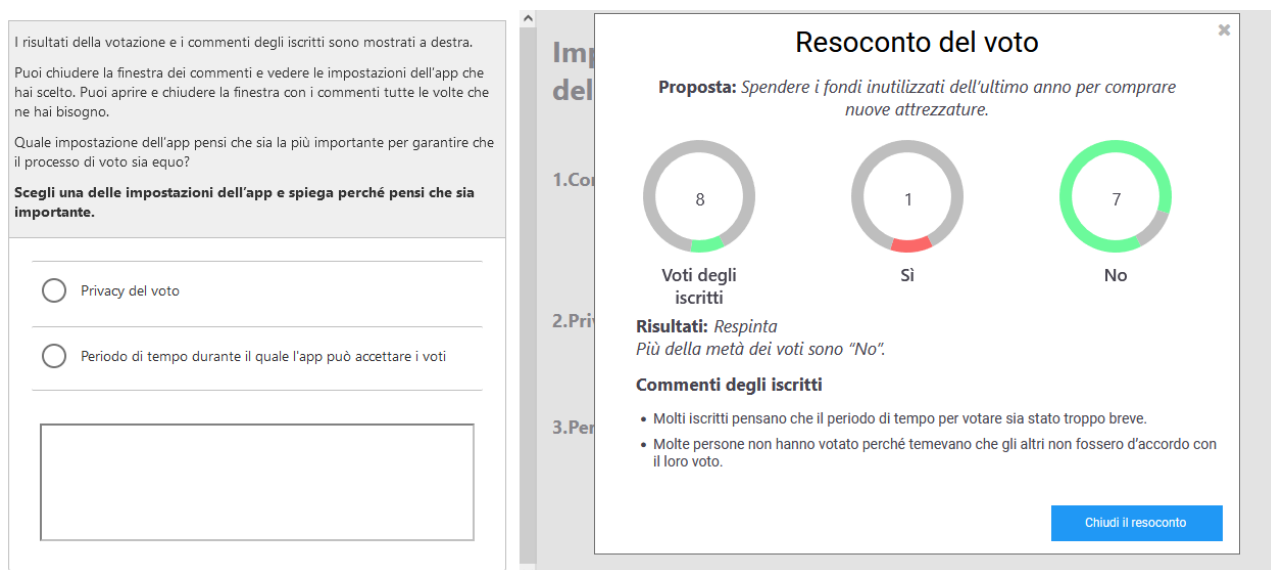 I risultati della votazione e i commenti degli iscritti sono mostrati a destra.
Puoi chiudere la finestra dei commenti e vedere le impostazioni dell'app che
hai scelto. Puoi aprire e chiudere la finestra con i commenti tutte le volte che
ne hai bisogno.
Quale impostazione dell'app pensi che sia la più importante per garantire che
il processo di voto sia equo?
Scegli una delle impostazioni dell'app e spiega perché pensi che sia
importante.
Privacy del voto
Periodo di tempo durante il quale l'app può accettare i voti
Imp
del
1.Co
2.Pri
3.Per
Resoconto del voto
Proposta: Spendere i fondi inutilizzati dell'ultimo anno per comprare
nuove attrezzature.
8
1
7
Voti degli
iscritti
Sì
No
Risultati: Respinta
Più della metà dei voti sono “No”.
Commenti degli iscritti
• Molti iscritti pensano che il periodo di tempo per votare sia stato troppo breve.
• Molte persone non hanno votato perché temevano che gli altri non fossero d'accordo con
il loro voto.
Chiudi il resoconto